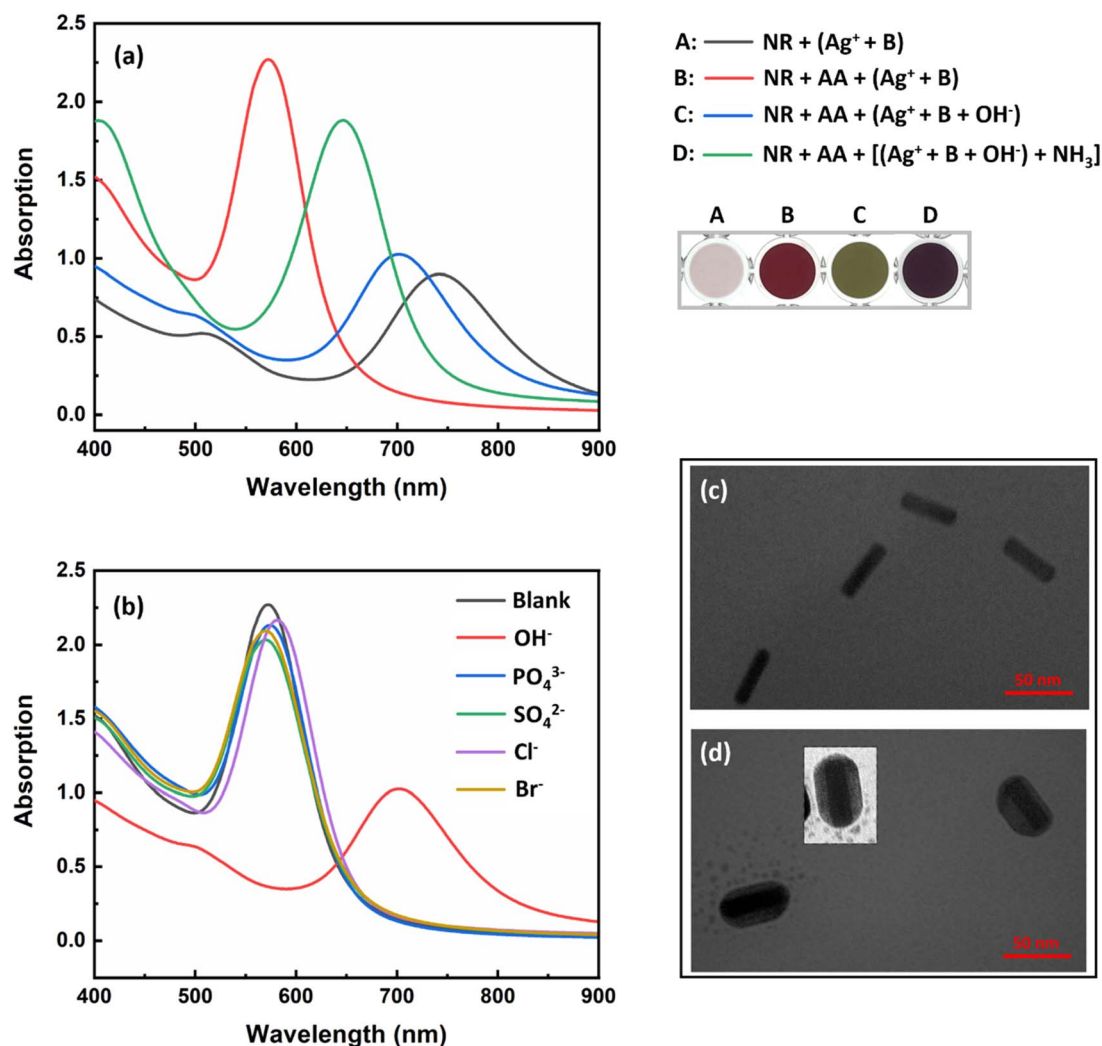 (a)
2.5
2.0
1.5
1.0
0.5
0.0
400 500 600 700 800 900
Absorption
Wavelength (nm)
A: NR + (Ag⁺ + B)
B: NR + AA + (Ag⁺ + B)
C: NR + AA + (Ag⁺ + B + OH⁻)
D: NR + AA + [(Ag⁺ + B + OH⁻) + NH₃]
A B C D
(b)
2.5
2.0
1.5
1.0
0.5
0.0
400 500 600 700 800 900
Absorption
Wavelength (nm)
Blank
OH⁻
PO₄³⁻
SO₄²⁻
Cl⁻
Br⁻
(c)
50 nm
(d)
50 nm